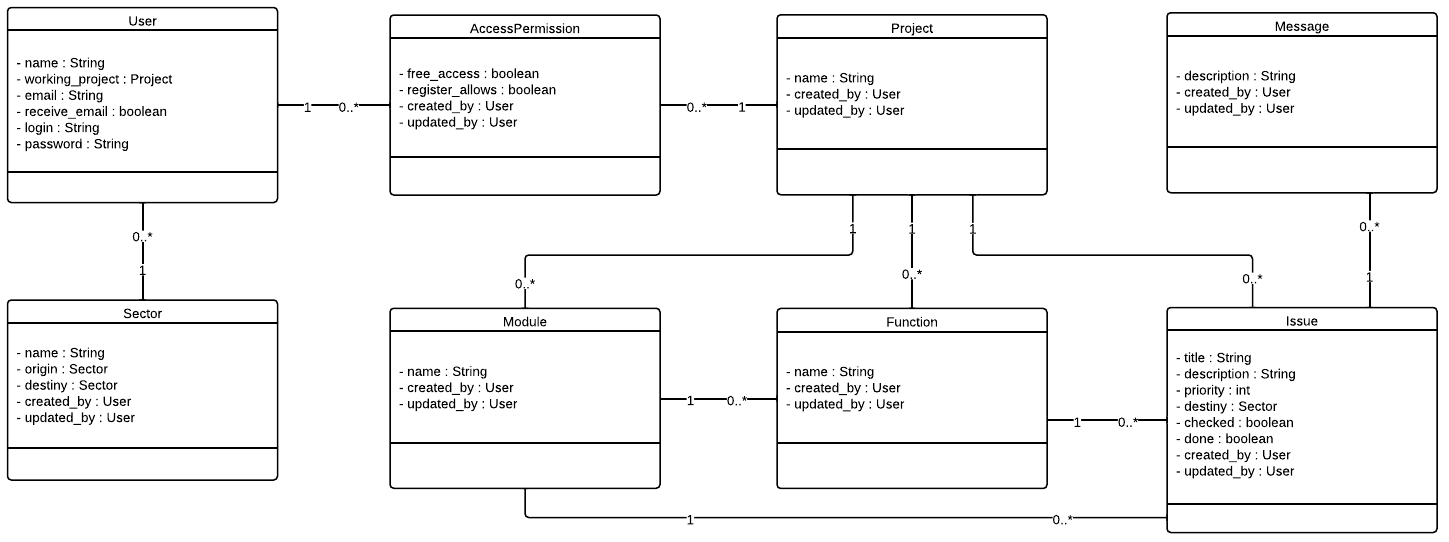 User
- name : String
- working_project : Project
- email : String
- receive_email : boolean
- login : String
- password : String
1
0..*
AccessPermission
- free_access : boolean
- register_allows : boolean
- created_by : User
- updated_by : User
0..*
1
Project
- name : String
- created_by : User
- updated_by : User
Message
- description : String
- created_by : User
- updated_by : User
0..*
1
1
1
1
0..*
0..*
0..*
0..*
1
Sector
- name : String
- origin : Sector
- destiny : Sector
- created_by : User
- updated_by : User
Module
- name : String
- created_by : User
- updated_by : User
1
0..*
Function
- name : String
- created_by : User
- updated_by : User
1
0..*
Issue
- title : String
- description : String
- priority : int
- destiny : Sector
- checked : boolean
- done : boolean
- created_by : User
- updated_by : User
1
0..*